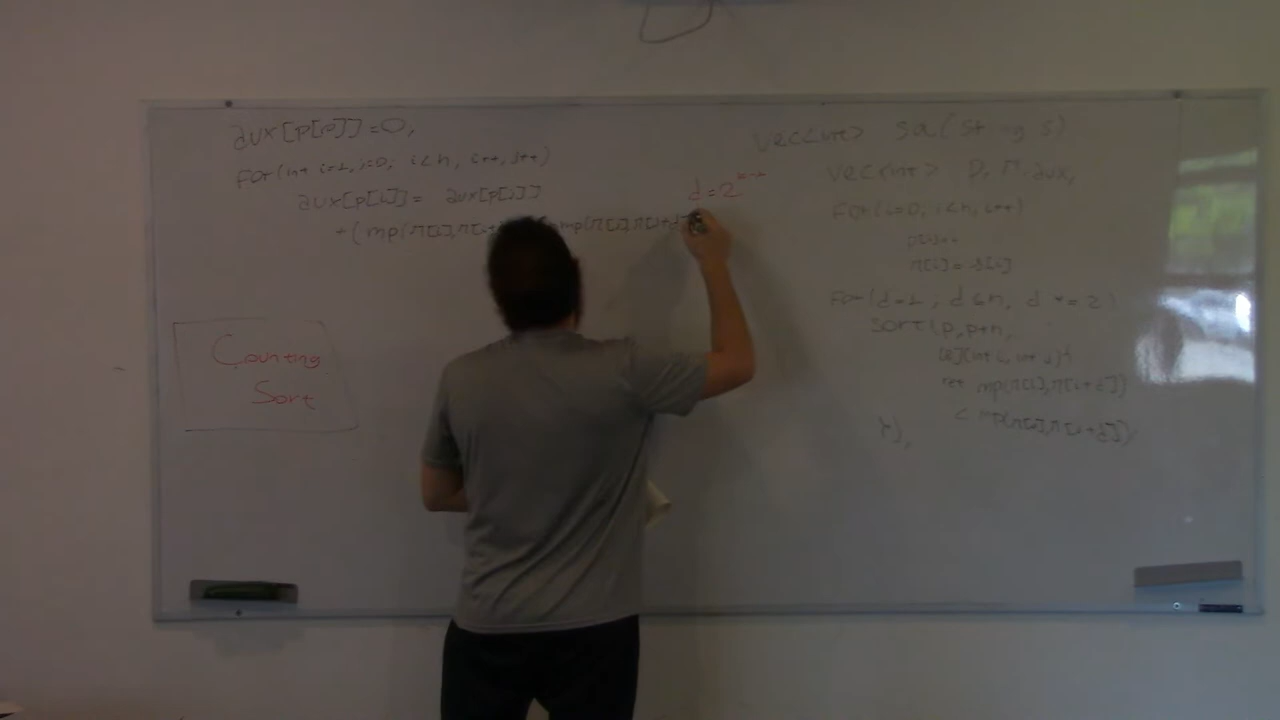 aux[p[0]]=0,
for(int i=1, j=0; i<n, i++, j++)
aux[p[i]] = aux[p[j]]
+(mp(r[i],r[i+ mp(r[j],r[j+d]
d=2
Counting
Sort
vec<int> sa(string s)
vec<int> p, r, aux,
for(i=0; i<n, i++)
p[i]=i
r[i]= s[i]
for(d=1, d≤n, d *= 2)
sort(p,p+n,
[&](int i, int j){
ret mp(r[i],r[i+d])
< mp(r[j],r[j+d]),
}),